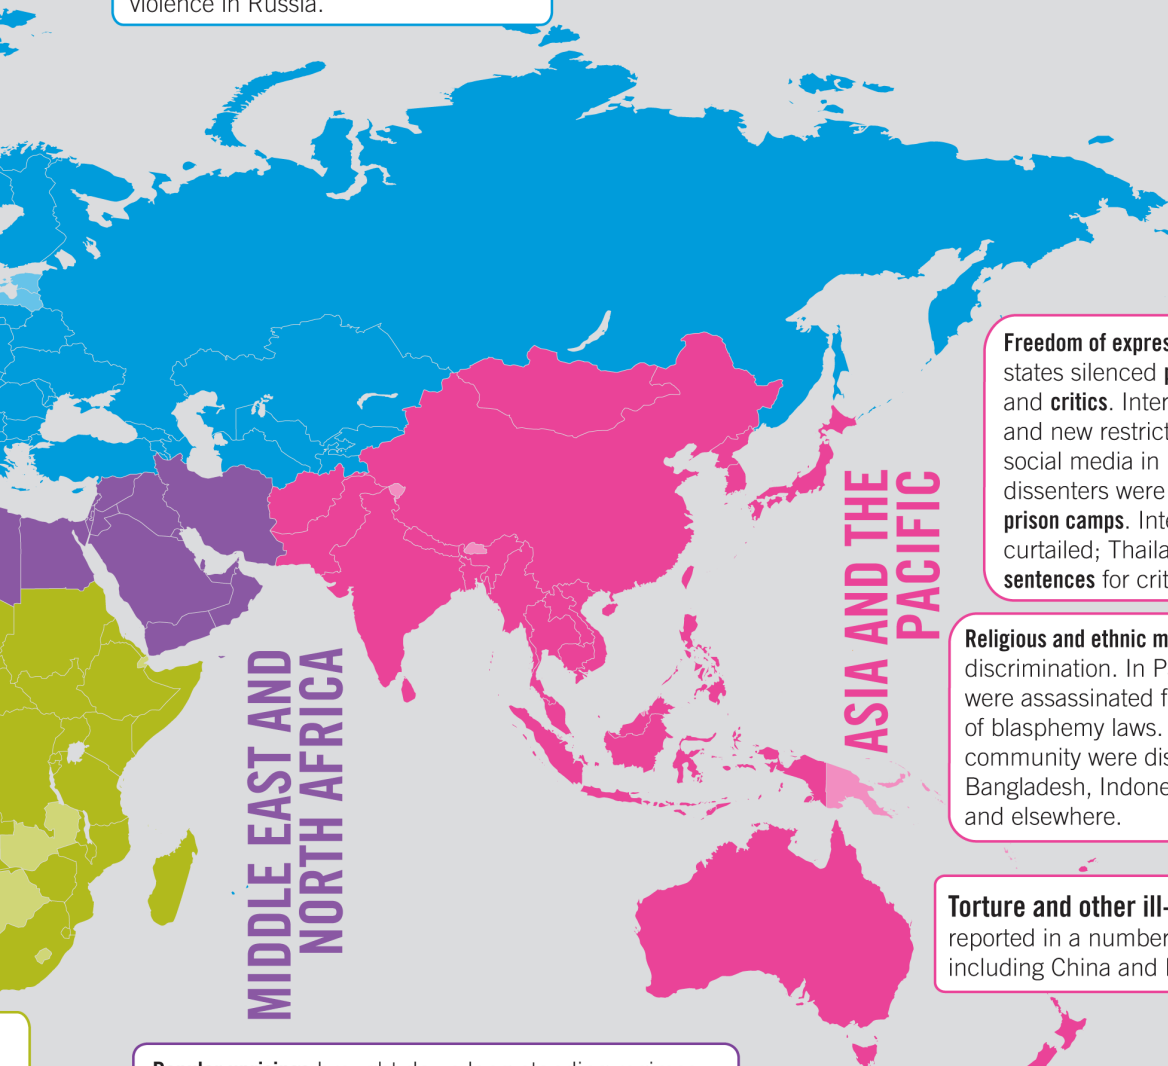 violence in Russia.
Freedom of expres
states silenced
and critics. Inter
and new restrict
social media in
dissenters were
prison camps. Inte
curtailed; Thaila
sentences for crit
ASIA AND THE
PACIFIC
Religious and ethnic m
discrimination. In Pa
were assassinated f
of blasphemy laws.
community were dis
Bangladesh, Indone
and elsewhere.
MIDDLE EAST AND
NORTH AFRICA
Torture and other ill-
reported in a number
including China and